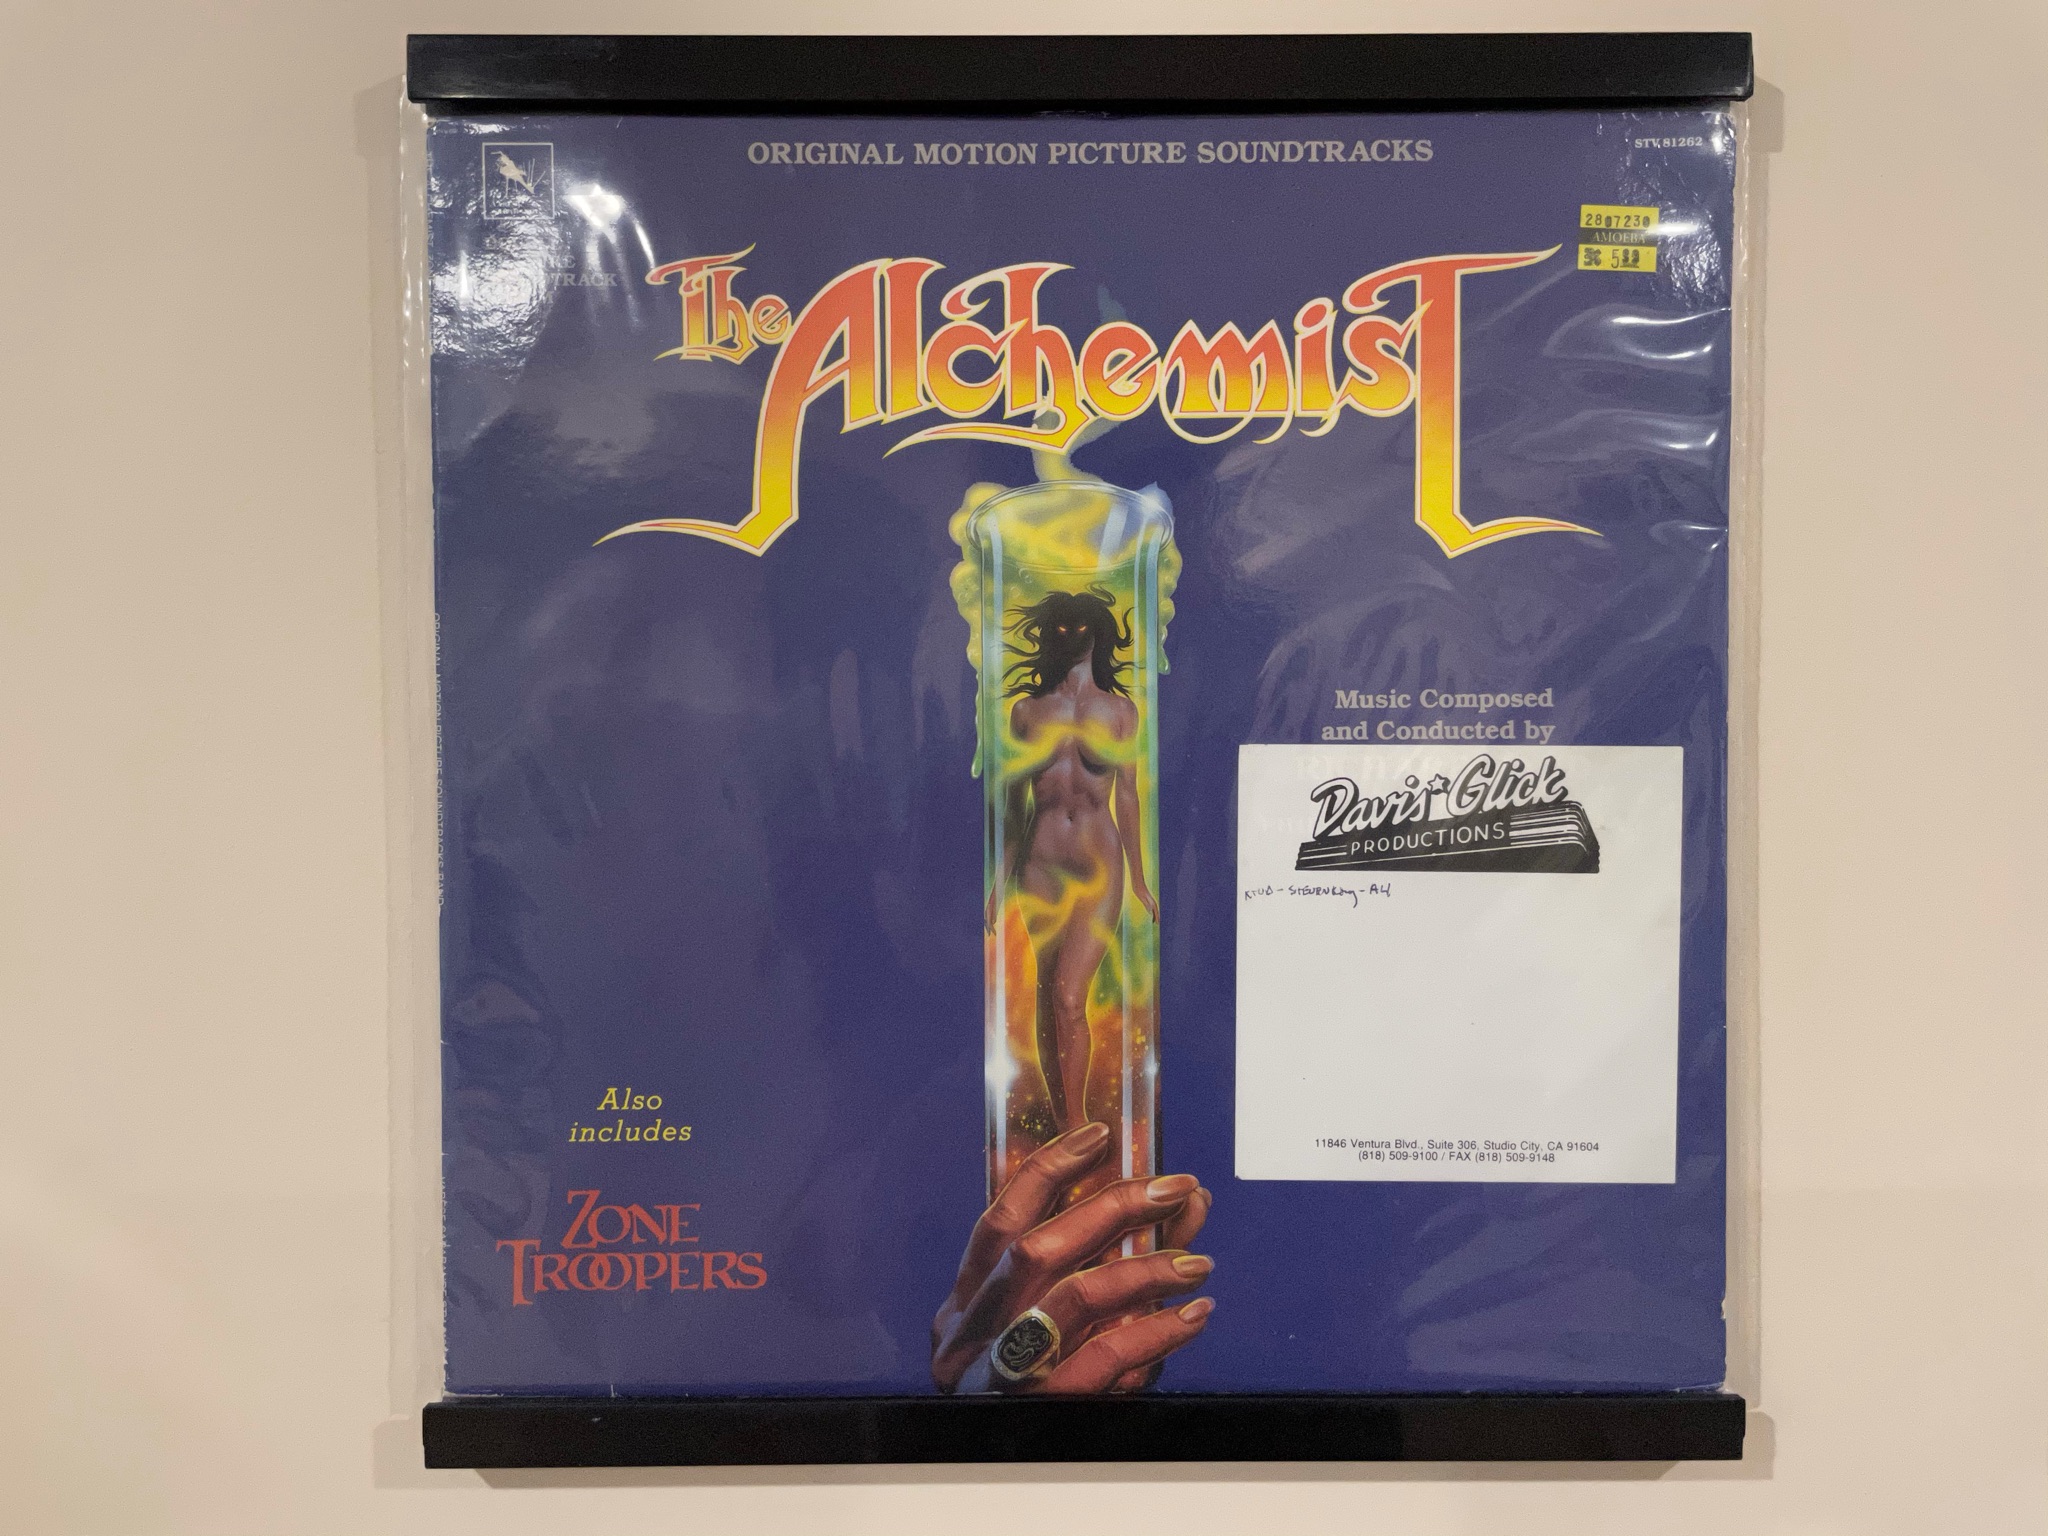 ORIGINAL MOTION PICTURE SOUNDTRACKS
STV 81262
2807230
AMOEBA
The Alchemist
Music Composed
and Conducted by
Davis Glick
PRODUCTIONS
11846 Ventura Blvd., Suite 306, Studio City, CA 91604
(818) 509-9100 / FAX (818) 509-9148
Also
includes
ZONE
TROOPERS